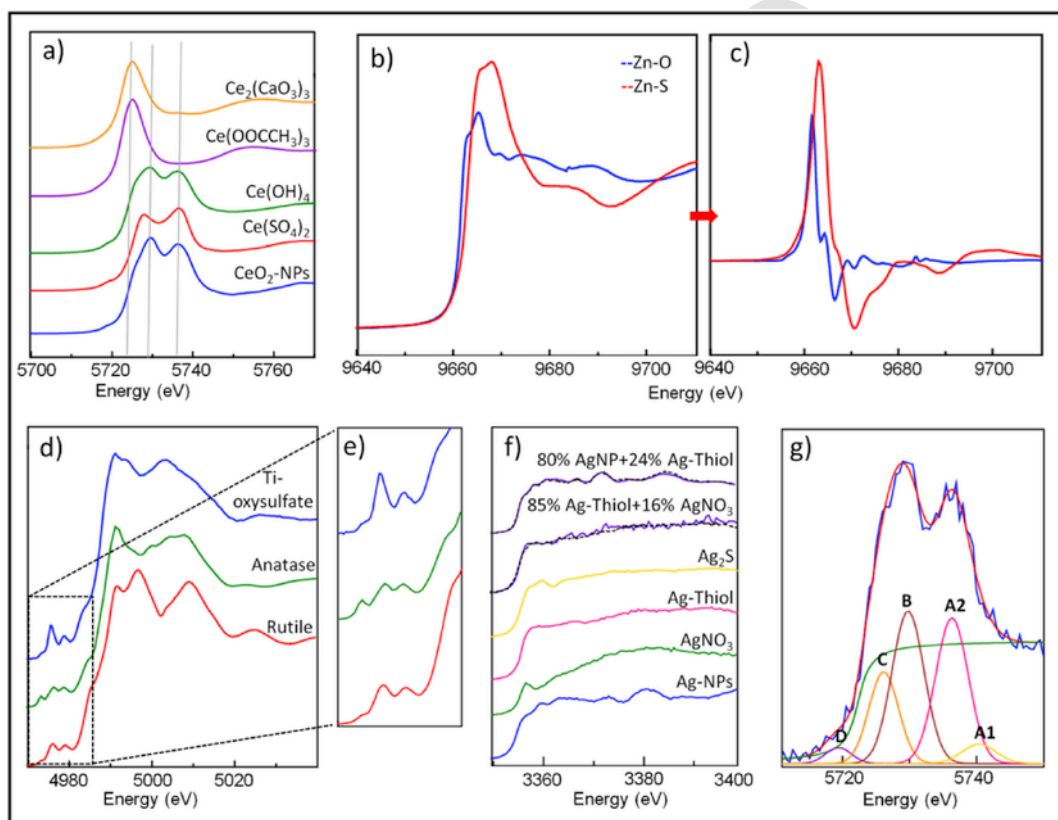 a)
Ce₂(CaO₃)₃
Ce(OOCCH₃)₃
Ce(OH)₄
Ce(SO₄)₂
CeO₂-NPs
5700 5720 5740 5760
Energy (eV)
b)
Zn-O
Zn-S
9640 9660 9680 9700
Energy (eV)
c)
9640 9660 9680 9700
Energy (eV)
d)
Ti-
oxysulfate
Anatase
Rutile
4980 5000 5020
Energy (eV)
e)
f)
80% AgNP+24% Ag-Thiol
85% Ag-Thiol+16% AgNO₃
Ag₂S
Ag-Thiol
AgNO₃
Ag-NPs
3360 3380 3400
Energy (eV)
g)
B
A2
C
D
A1
5720 5740
Energy (eV)